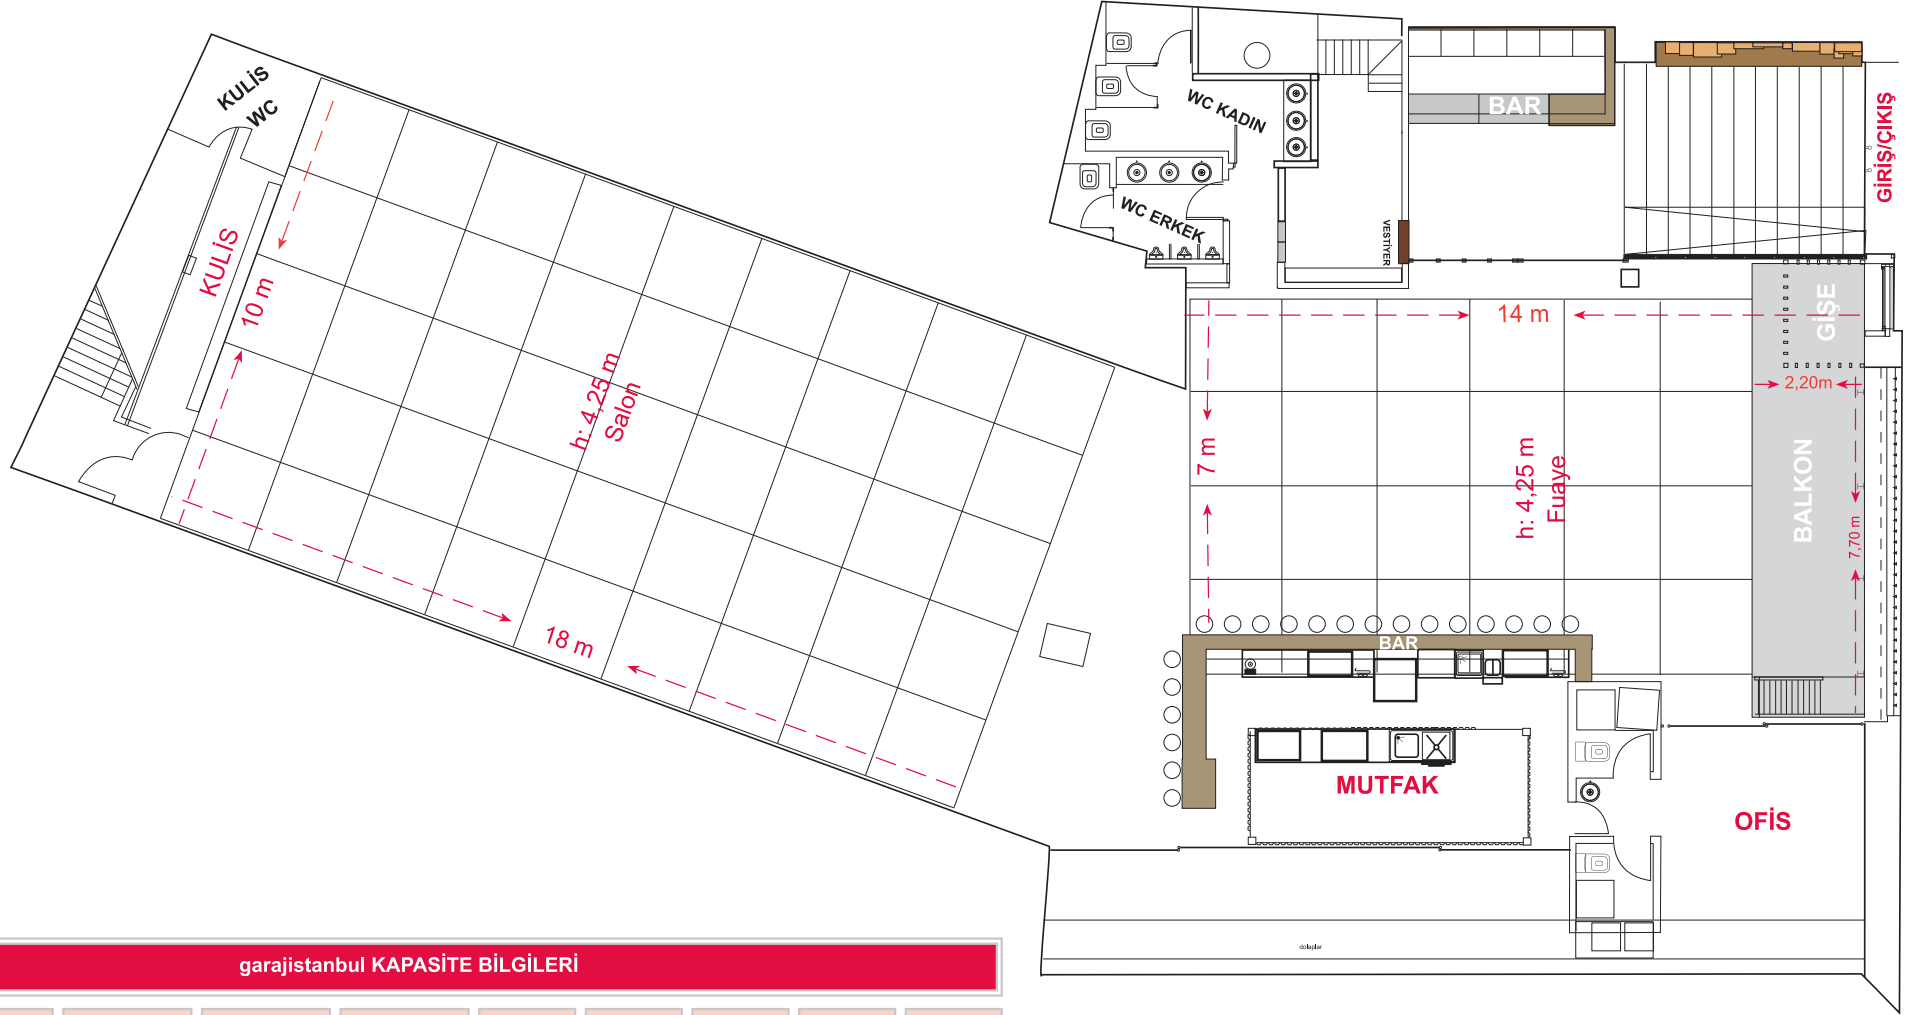 KULİS
WC
KULİS
10 m
h: 4,25 m
Salon
18 m
WC KADIN
WC ERKEK
VESTİYER
BAR
GİRİŞ/ÇIKIŞ
14 m
GİŞE
2,20m
7 m
h: 4,25 m
Fuaye
BALKON
7,70 m
BAR
MUTFAK
OFİS
dolaplar
garajistanbul KAPASİTE BİLGİLERİ